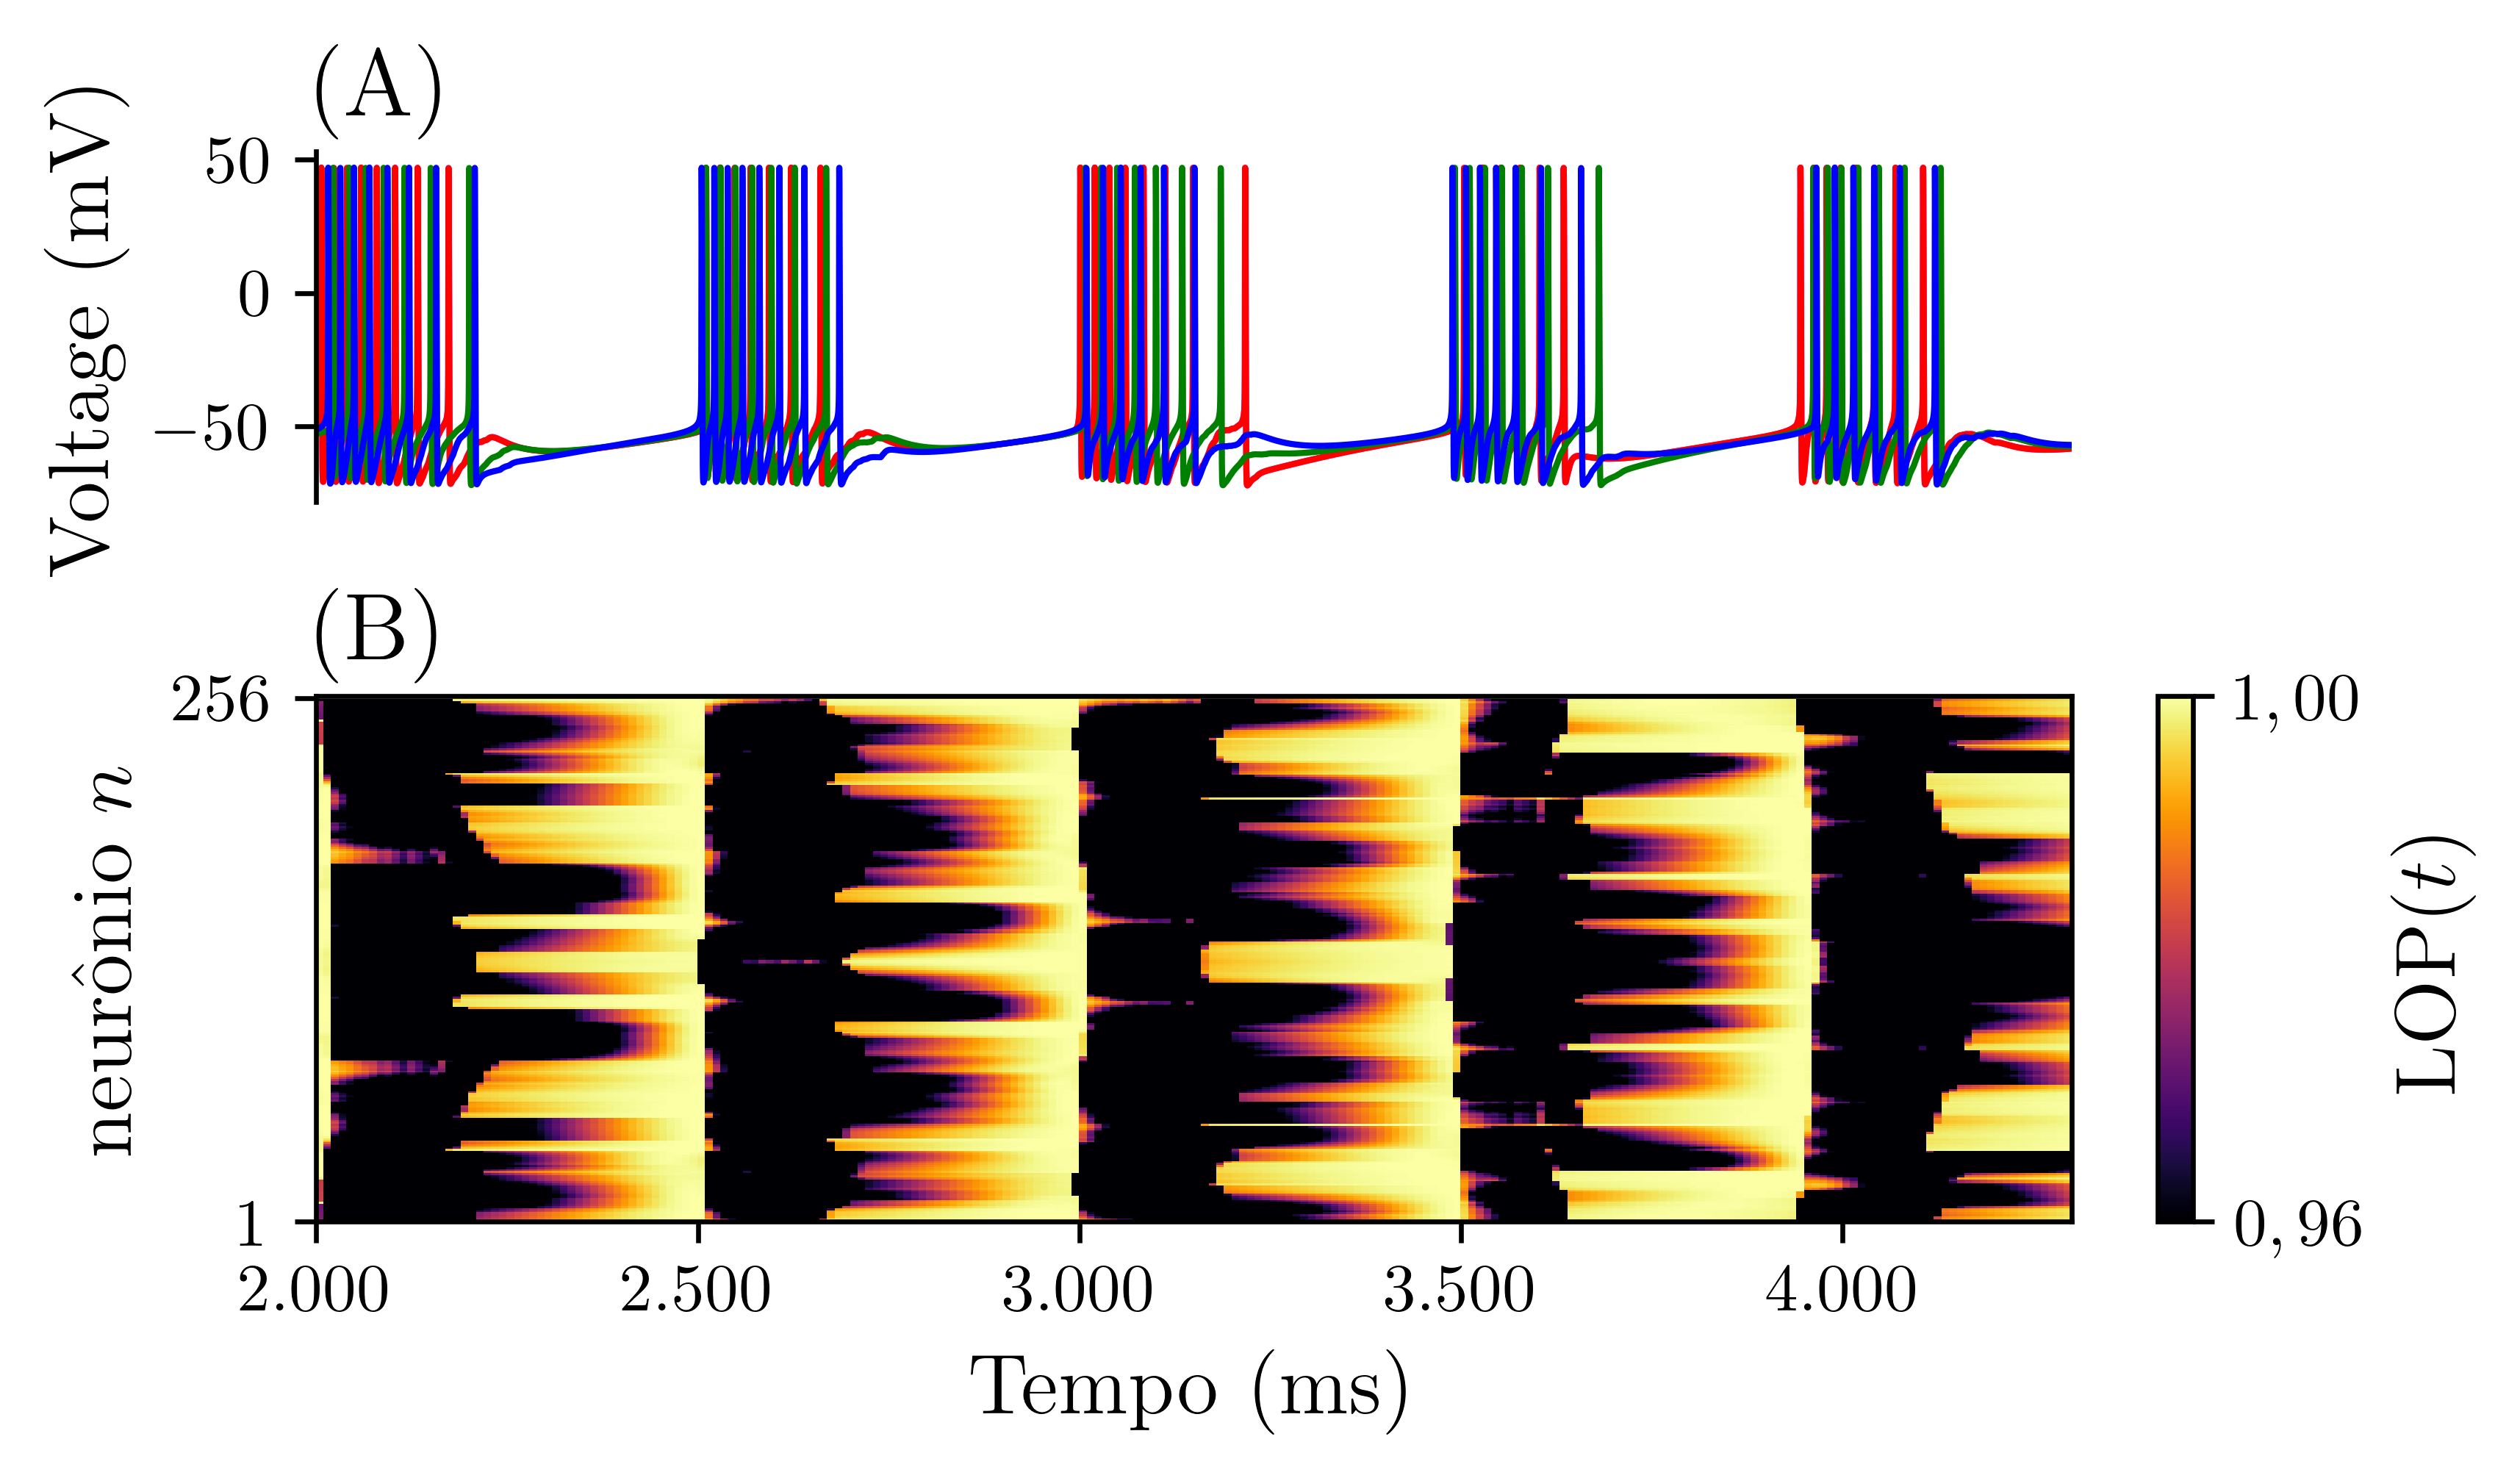 (A)
Voltage (mV)
50
0
−50
(B)
neurônio n
256
1
2.000
2.500
3.000
3.500
4.000
Tempo (ms)
1,00
0,96
LOP(t)